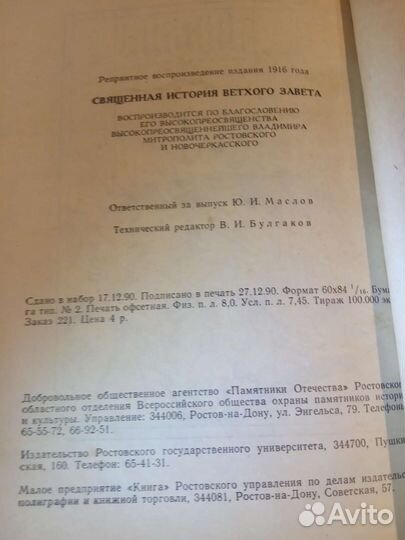 Репринтное воспроизведение издания 1916 года
СВЯЩЕННАЯ ИСТОРИЯ ВЕТХОГО ЗАВЕТА
ВОСПРОИЗВОДИТСЯ ПО БЛАГОСЛОВЕНИЮ
ЕГО ВЫСОКОПРЕОСВЯЩЕНСТВА
ВЫСОКОПРЕОСВЯЩЕННЕЙШЕГО ВЛАДИМИРА
МИТРОПОЛИТА РОСТОВСКОГО
И НОВОЧЕРКАССКОГО
Ответственный за выпуск Ю. И. Маслов
Технический редактор В. И. Булгаков
Сдано в набор 17.12.90. Подписано в печать 27.12.90. Формат 60х84 1/16. Бума
га тип. № 2. Печать офсетная. Физ. п. л. 8,0. Усл. п. л. 7,45. Тираж 100.000 эк
Заказ 221. Цена 4 р.
Добровольное общественное агентство «Памятники Отечества» Ростовско
областного отделения Всероссийского общества охраны памятников истори
и культуры. Управление: 344006, Ростов-на-Дону, ул. Энгельса, 79. Телефон
65-55-72, 66-92-51.
Издательство Ростовского государственного университета, 344700, Пушки
ская, 160. Телефон: 65-41-31.
Малое предприятие «Книга» Ростовского управления по делам издательс
полиграфии и книжной торговли, 344081, Ростов-на-Дону, Советская, 57.
Avito